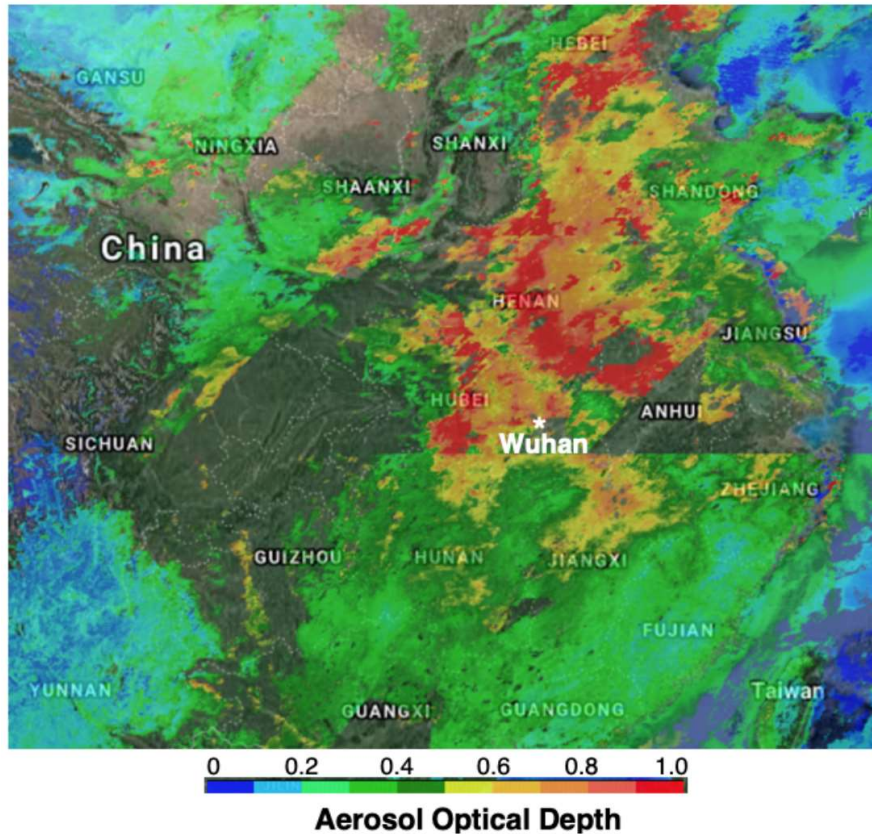 HEBEI
GANSU
NINGXIA
SHANXI
SHAANXI
SHANDONG
China
HENAN
JIANGSU
HUBEI
ANHUI
*
Wuhan
SICHUAN
ZHEJIANG
GUIZHOU
HUNAN
JIANGXI
FUJIAN
YUNNAN
Taiwan
GUANGXI
GUANGDONG
0 0.2 0.4 0.6 0.8 1.0
JILIN
Aerosol Optical Depth